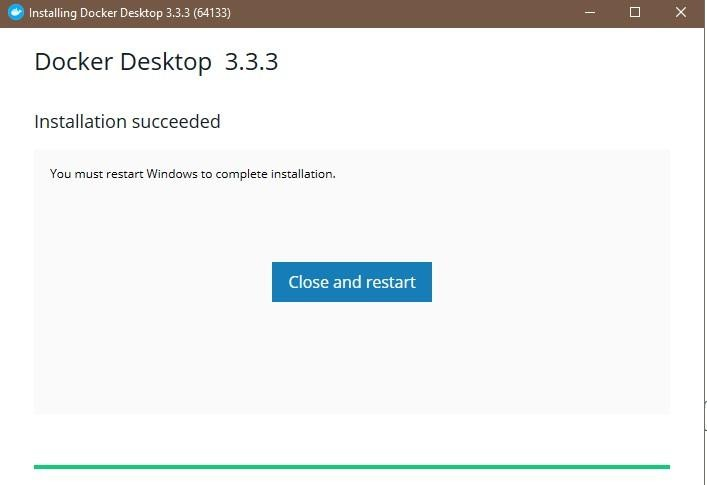 Installing Docker Desktop 3.3.3 (64133)
Docker Desktop 3.3.3
Installation succeeded
You must restart Windows to complete installation.
Close and restart